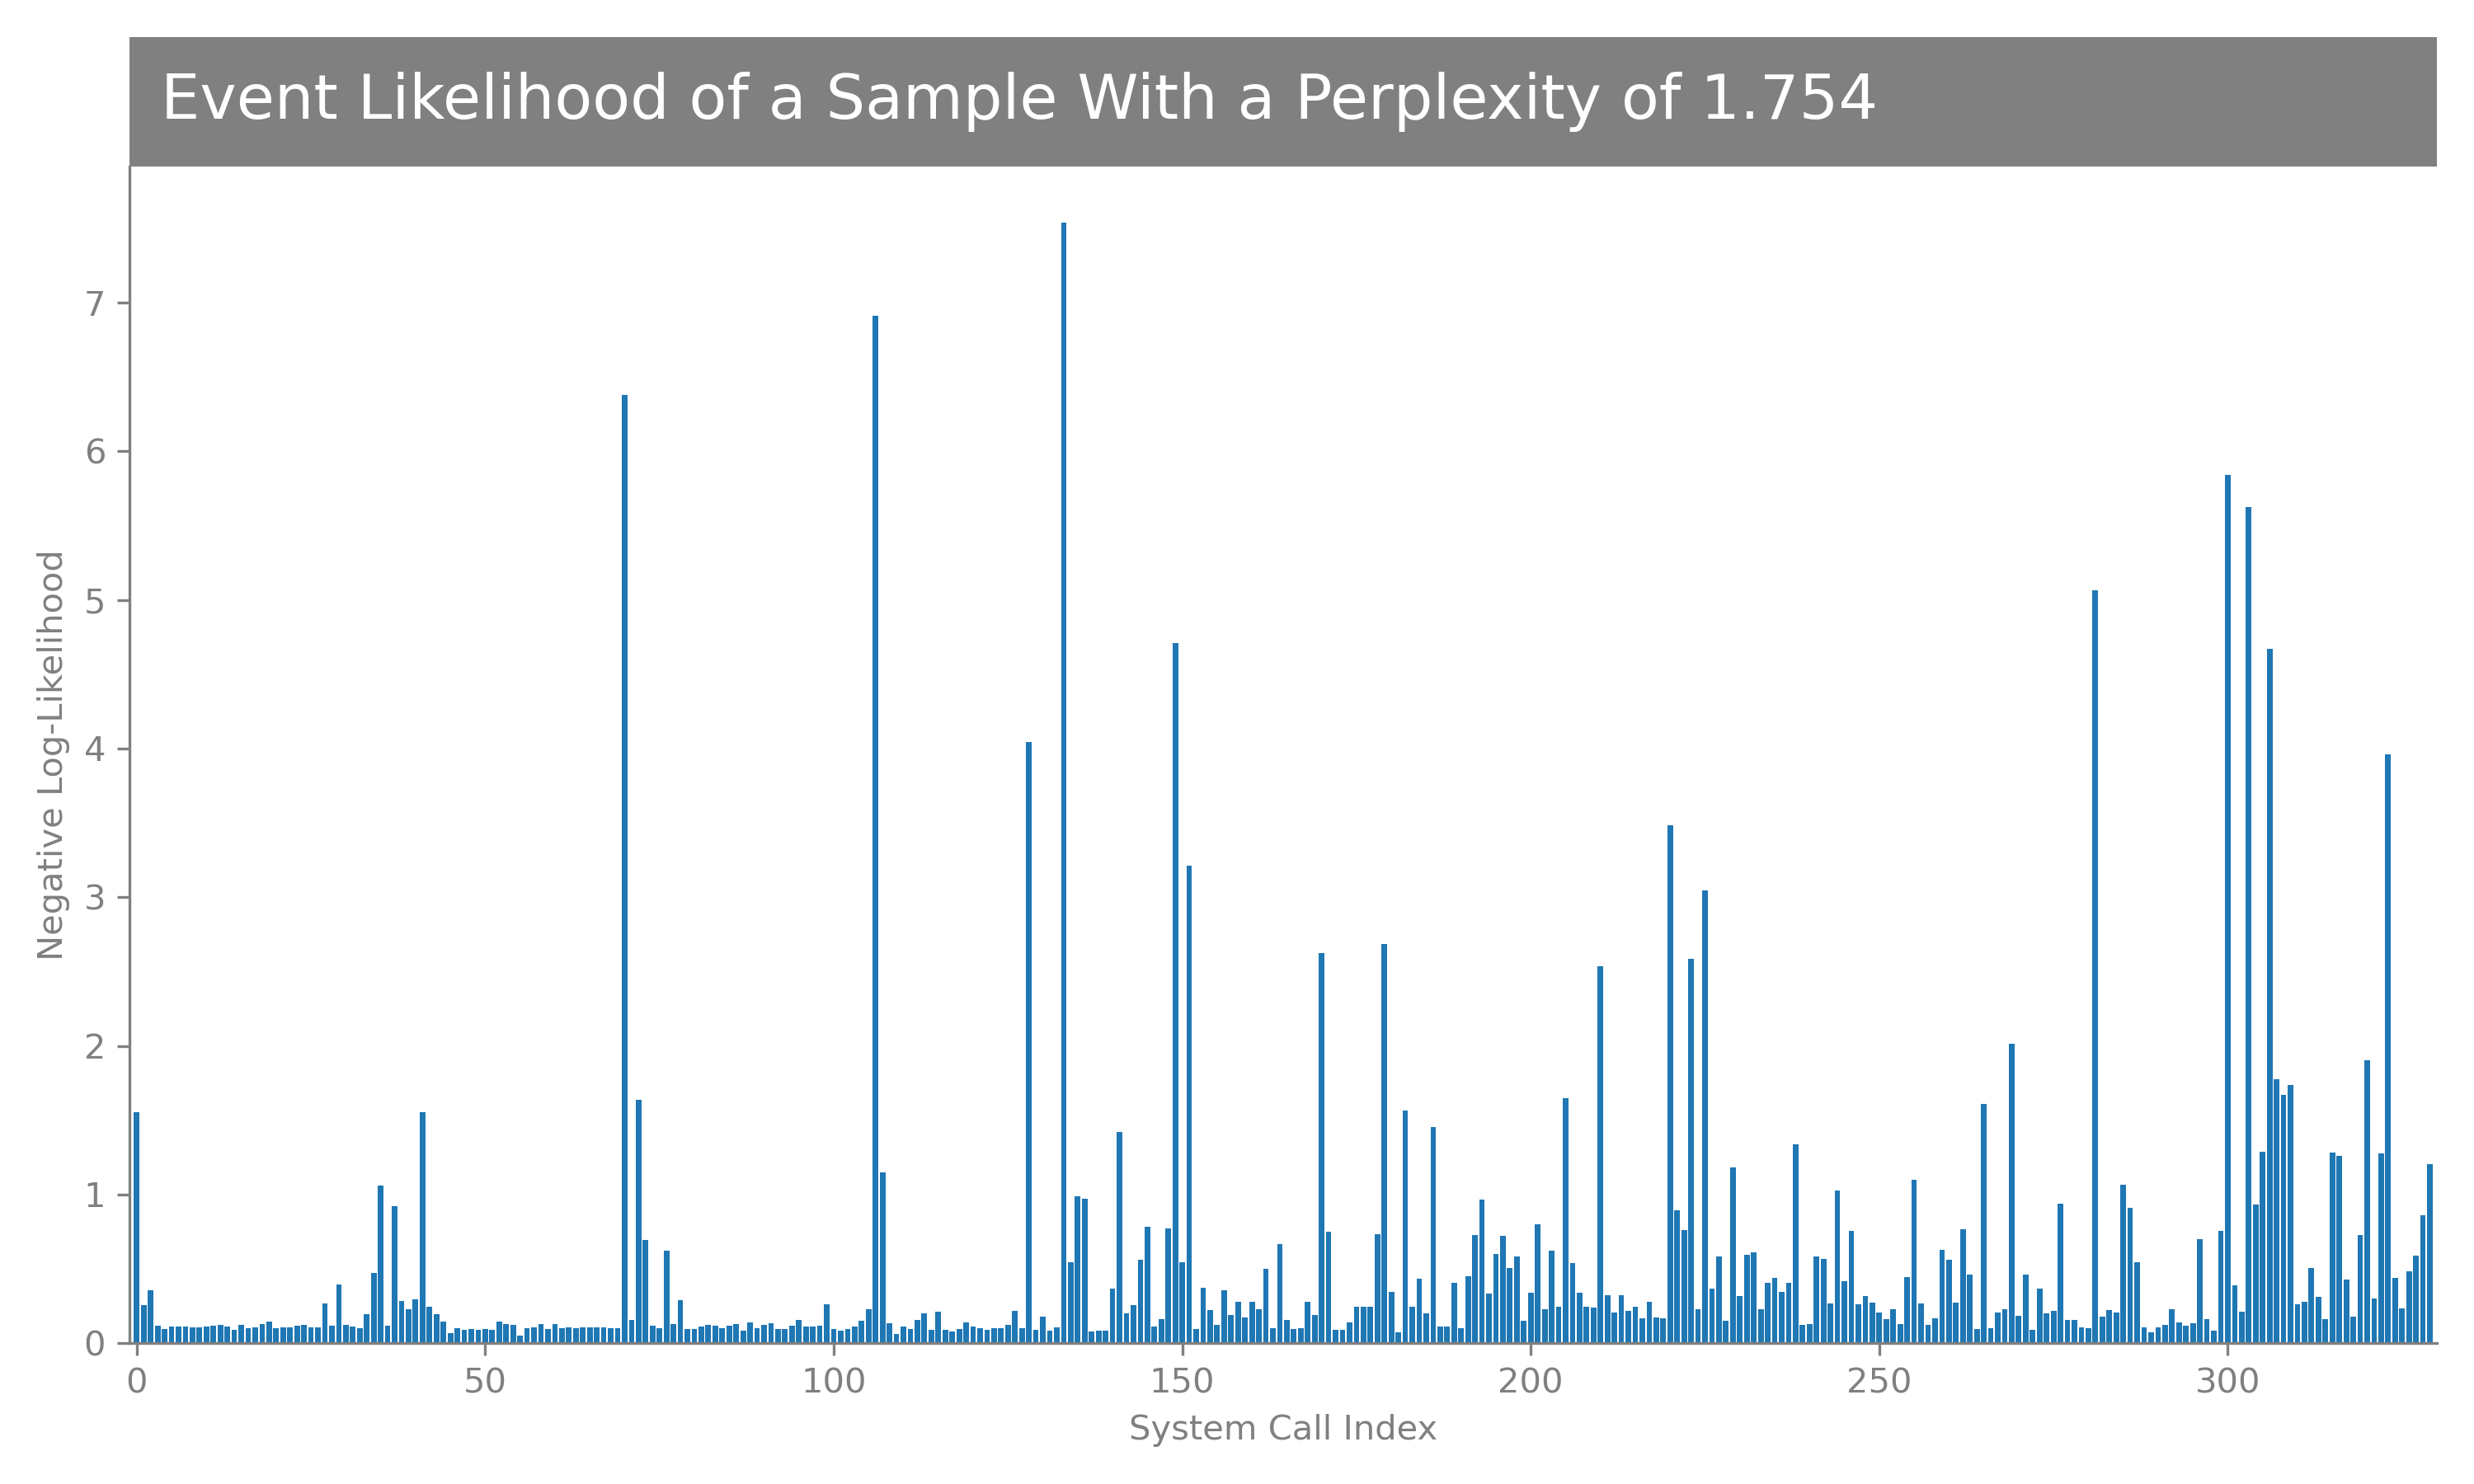 Event Likelihood of a Sample With a Perplexity of 1.754
Negative Log-Likelihood
7
6
5
4
3
2
1
0
0 50 100 150 200 250 300
System Call Index